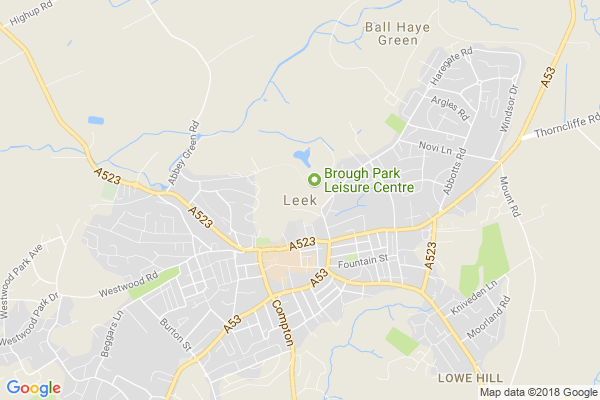 Highup Rd
Ball Haye
Green
Haregate Rd
A53
Argles Rd
Windsor Dr
Thorncliffe Rd
Abbey Green Rd
Novi Ln
A523
Brough Park
Leisure Centre
Abbotts Rd
Mount Rd
Leek
A523
A523
A523
Westwood Park Ave
Fountain St
Westwood Rd
A53
Kniveden Ln
Westwood Park Dr
Moorland Rd
Compton
A53
Beggars Ln
Burton St
LOWE HILL
Google
Map data ©2018 Google